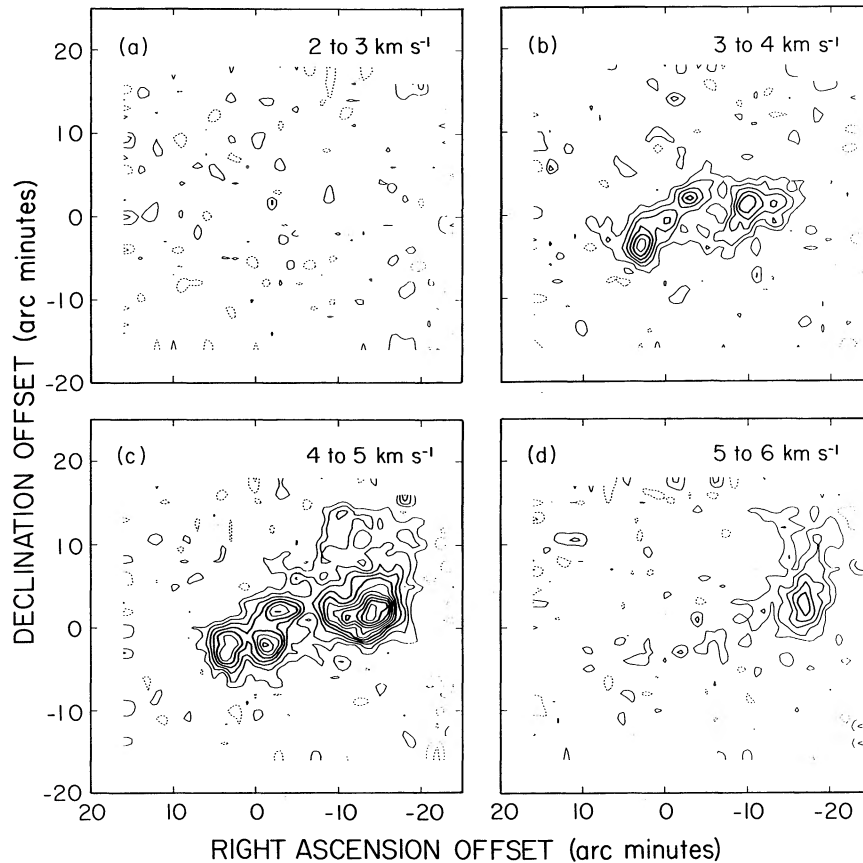 (a) 2 to 3 km s⁻¹
(b) 3 to 4 km s⁻¹
20
10
0
-10
-20
(c) 4 to 5 km s⁻¹
(d) 5 to 6 km s⁻¹
20
10
0
-10
-20
20 10 0 -10 -20
10 0 -10 -20
DECLINATION OFFSET (arc minutes)
RIGHT ASCENSION OFFSET (arc minutes)